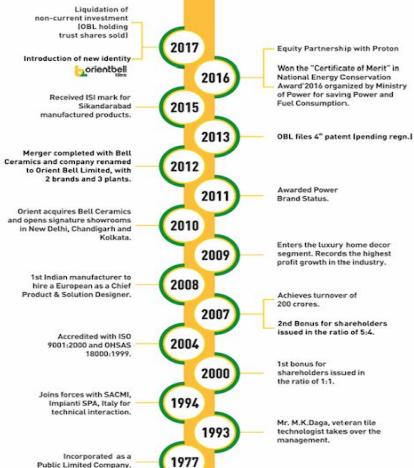 Liquidation of
non-current investment
(OBL holding
trust shares sold)
2017
Introduction of new identity
orientbell
tiles
Equity Partnership with Proton
2016
Won the "Certificate of Merit" in
National Energy Conservation
Award'2016 organized by Ministry
of Power for saving Power and
Fuel Consumption.
Received ISI mark for
Sikandarabad
manufactured products.
2015
2013
OBL files 4th patent (pending regn.)
Merger completed with Bell
Ceramics and company renamed
to Orient Bell Limited, with
2 brands and 3 plants.
2012
2011
Awarded Power
Brand Status.
Orient acquires Bell Ceramics
and opens signature showrooms
in New Delhi, Chandigarh and
Kolkata.
2010
2009
Enters the luxury home decor
segment. Records the highest
profit growth in the industry.
1st Indian manufacturer to
hire a European as a Chief
Product & Solution Designer.
2008
Achieves turnover of
200 crores.
2007
2nd Bonus for shareholders
issued in the ratio of 5:4.
Accredited with ISO
9001:2000 and OHSAS
18000:1999.
2004
2000
1st bonus for
shareholders issued in
the ratio of 1:1.
Joins forces with SACMI,
Impianti SPA, Italy for
technical interaction.
1994
1993
Mr. M.K.Daga, veteran tile
technologist takes over the
management.
Incorporated as a
Public Limited Company.
1977